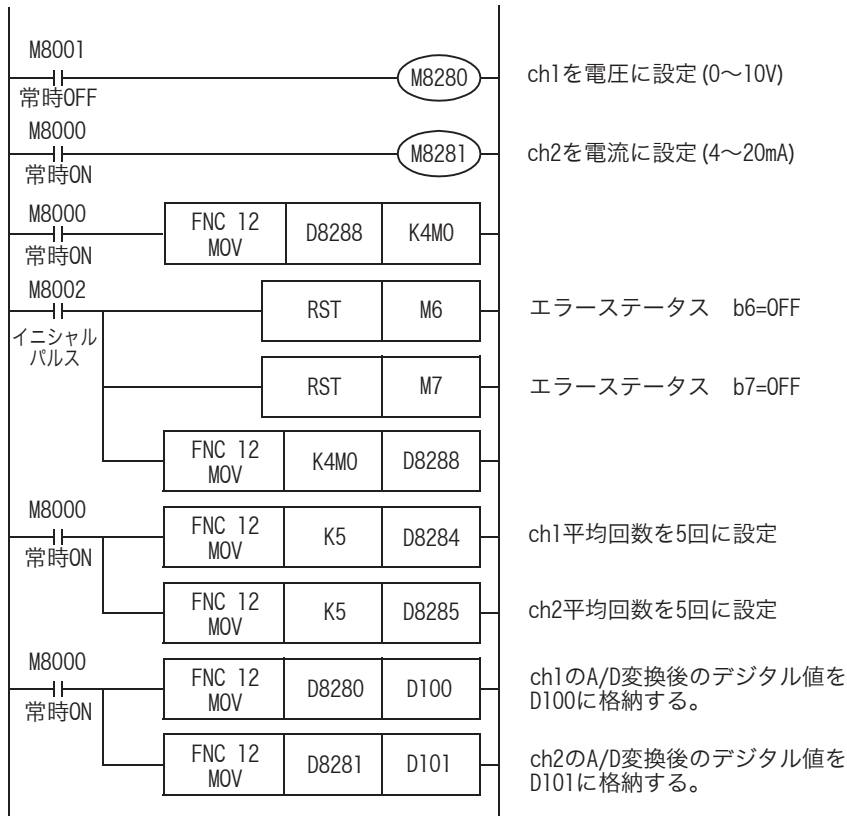 M8001
常時OFF
M8280
ch1を電圧に設定 (0～10V)
M8000
常時ON
M8281
ch2を電流に設定 (4～20mA)
M8000
常時ON
FNC 12
MOV
D8288
K4M0
M8002
イニシャル
パルス
RST
M6
エラーステータス　b6=OFF
RST
M7
エラーステータス　b7=OFF
FNC 12
MOV
K4M0
D8288
M8000
常時ON
FNC 12
MOV
K5
D8284
ch1平均回数を5回に設定
FNC 12
MOV
K5
D8285
ch2平均回数を5回に設定
M8000
常時ON
FNC 12
MOV
D8280
D100
ch1のA/D変換後のデジタル値を
D100に格納する。
FNC 12
MOV
D8281
D101
ch2のA/D変換後のデジタル値を
D101に格納する。